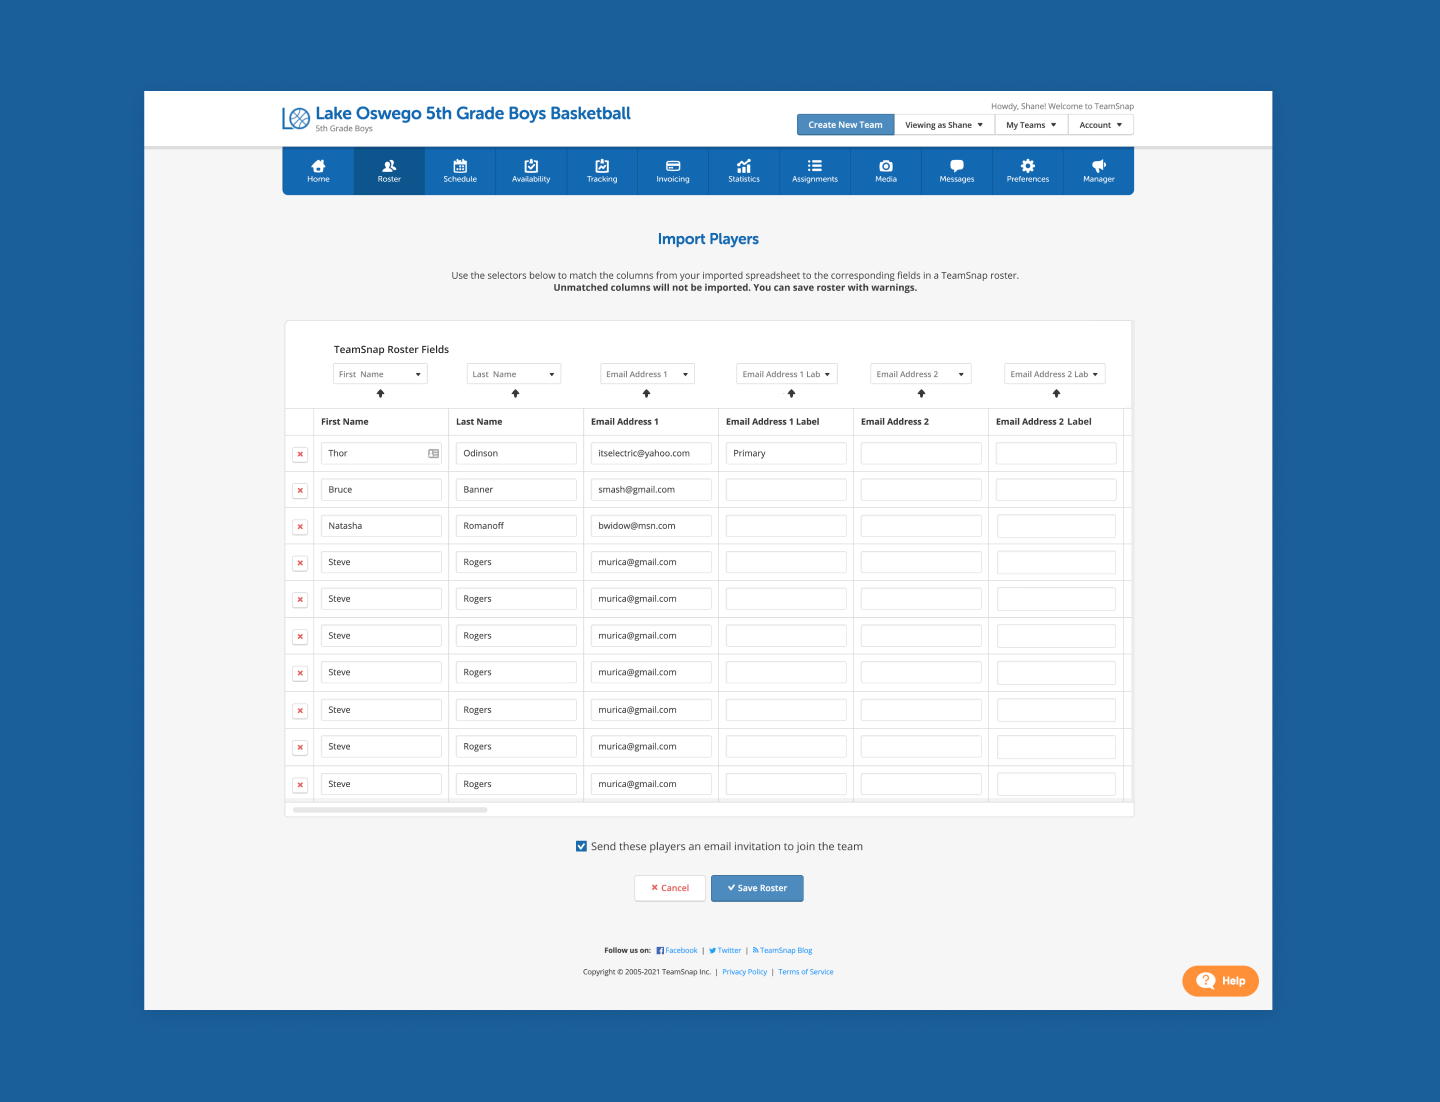 Lake Oswego 5th Grade Boys Basketball
5th Grade Boys
Howdy, Shane! Welcome to TeamSnap
Create New Team Viewing as Shane My Teams Account
Home Roster Schedule Availability Tracking Invoicing Statistics Assignments Media Messages Preferences Manager
Import Players
Use the selectors below to match the columns from your imported spreadsheet to the corresponding fields in a TeamSnap roster.
Unmatched columns will not be imported. You can save roster with warnings.
TeamSnap Roster Fields
First Name Last Name Email Address 1 Email Address 1 Lab Email Address 2 Email Address 2 Lab
First Name Last Name Email Address 1 Email Address 1 Label Email Address 2 Email Address 2 Label
Thor Odinson itselectric@yahoo.com Primary
Bruce Banner smash@gmail.com
Natasha Romanoff bwidow@msn.com
Steve Rogers murica@gmail.com
Steve Rogers murica@gmail.com
Steve Rogers murica@gmail.com
Steve Rogers murica@gmail.com
Steve Rogers murica@gmail.com
Steve Rogers murica@gmail.com
Steve Rogers murica@gmail.com
Send these players an email invitation to join the team
Cancel Save Roster
Follow us on: Facebook | Twitter | TeamSnap Blog
Copyright © 2005-2021 TeamSnap Inc. | Privacy Policy | Terms of Service
? Help